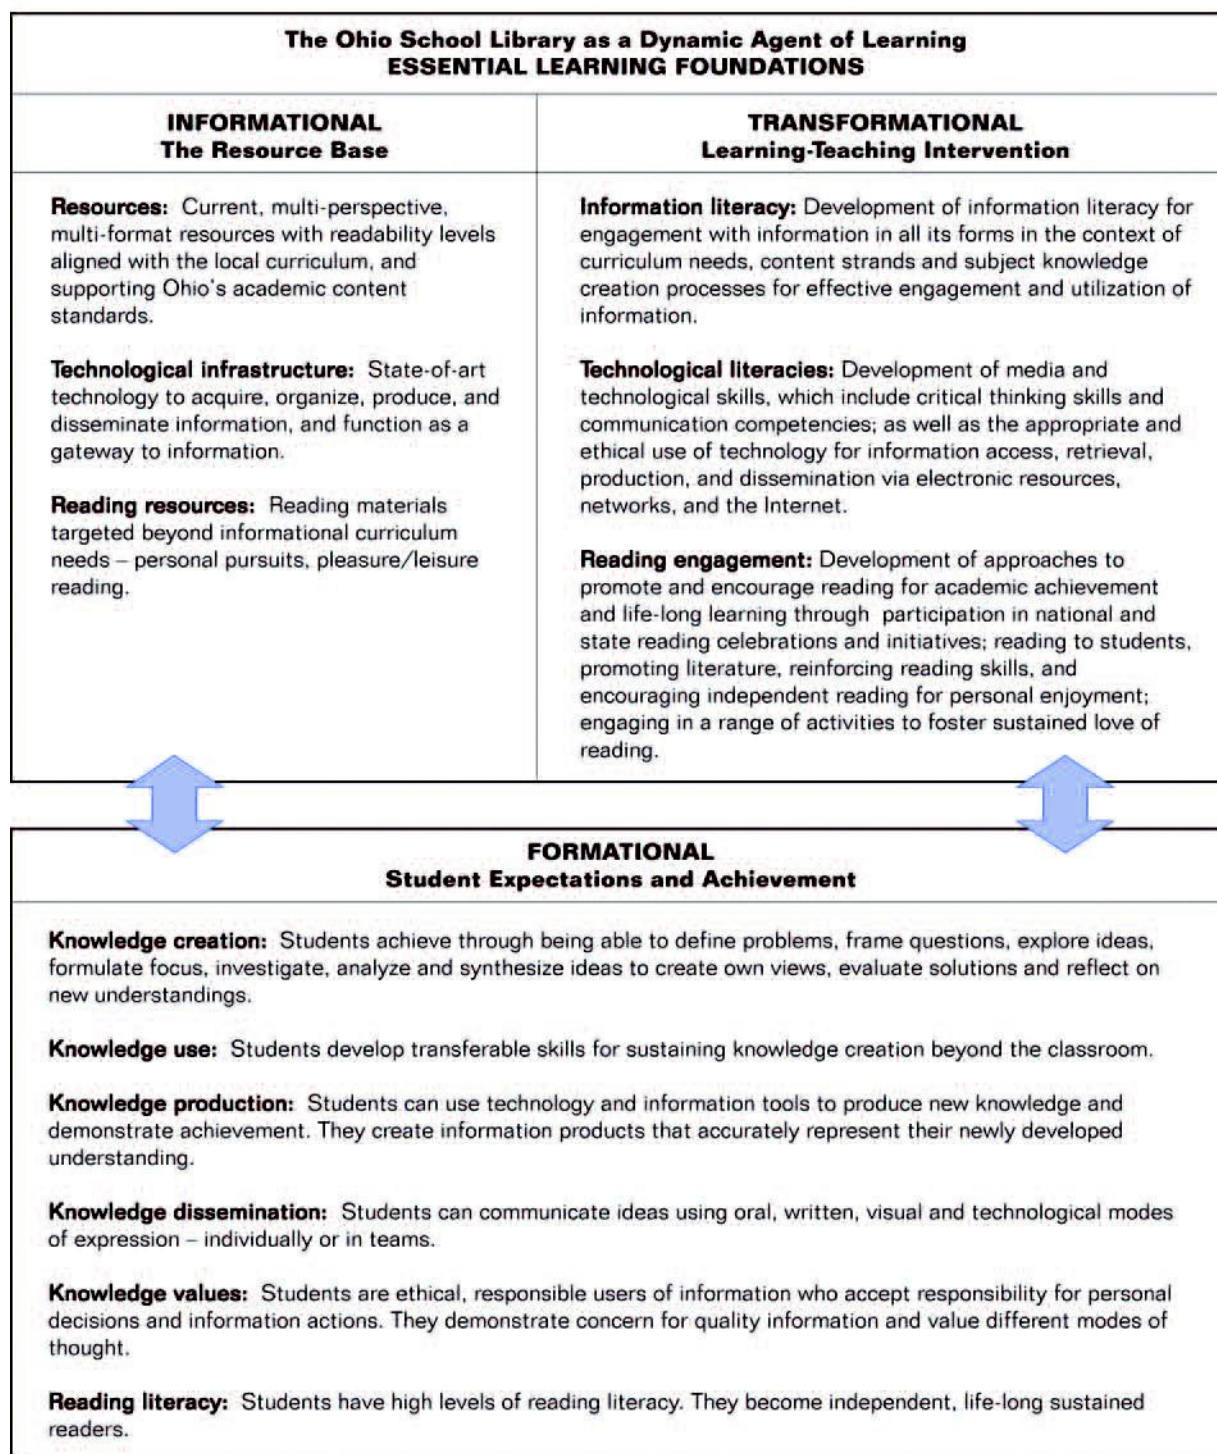 The Ohio School Library as a Dynamic Agent of Learning
ESSENTIAL LEARNING FOUNDATIONS
INFORMATIONAL
The Resource Base
Resources: Current, multi-perspective,
multi-format resources with readability levels
aligned with the local curriculum, and
supporting Ohio's academic content
standards.
Technological infrastructure: State-of-art
technology to acquire, organize, produce, and
disseminate information, and function as a
gateway to information.
Reading resources: Reading materials
targeted beyond informational curriculum
needs – personal pursuits, pleasure/leisure
reading.
TRANSFORMATIONAL
Learning-Teaching Intervention
Information literacy: Development of information literacy for
engagement with information in all its forms in the context of
curriculum needs, content strands and subject knowledge
creation processes for effective engagement and utilization of
information.
Technological literacies: Development of media and
technological skills, which include critical thinking skills and
communication competencies; as well as the appropriate and
ethical use of technology for information access, retrieval,
production, and dissemination via electronic resources,
networks, and the Internet.
Reading engagement: Development of approaches to
promote and encourage reading for academic achievement
and life-long learning through participation in national and
state reading celebrations and initiatives; reading to students,
promoting literature, reinforcing reading skills, and
encouraging independent reading for personal enjoyment;
engaging in a range of activities to foster sustained love of
reading.
FORMATIONAL
Student Expectations and Achievement
Knowledge creation: Students achieve through being able to define problems, frame questions, explore ideas,
formulate focus, investigate, analyze and synthesize ideas to create own views, evaluate solutions and reflect on
new understandings.
Knowledge use: Students develop transferable skills for sustaining knowledge creation beyond the classroom.
Knowledge production: Students can use technology and information tools to produce new knowledge and
demonstrate achievement. They create information products that accurately represent their newly developed
understanding.
Knowledge dissemination: Students can communicate ideas using oral, written, visual and technological modes
of expression – individually or in teams.
Knowledge values: Students are ethical, responsible users of information who accept responsibility for personal
decisions and information actions. They demonstrate concern for quality information and value different modes of
thought.
Reading literacy: Students have high levels of reading literacy. They become independent, life-long sustained
readers.